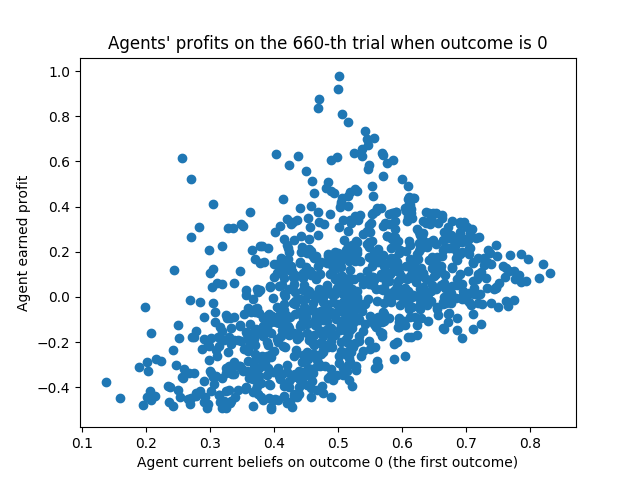 Agents' profits on the 660-th trial when outcome is 0
Agent earned profit
1.0
0.8
0.6
0.4
0.2
0.0
−0.2
−0.4
0.1 0.2 0.3 0.4 0.5 0.6 0.7 0.8
Agent current beliefs on outcome 0 (the first outcome)